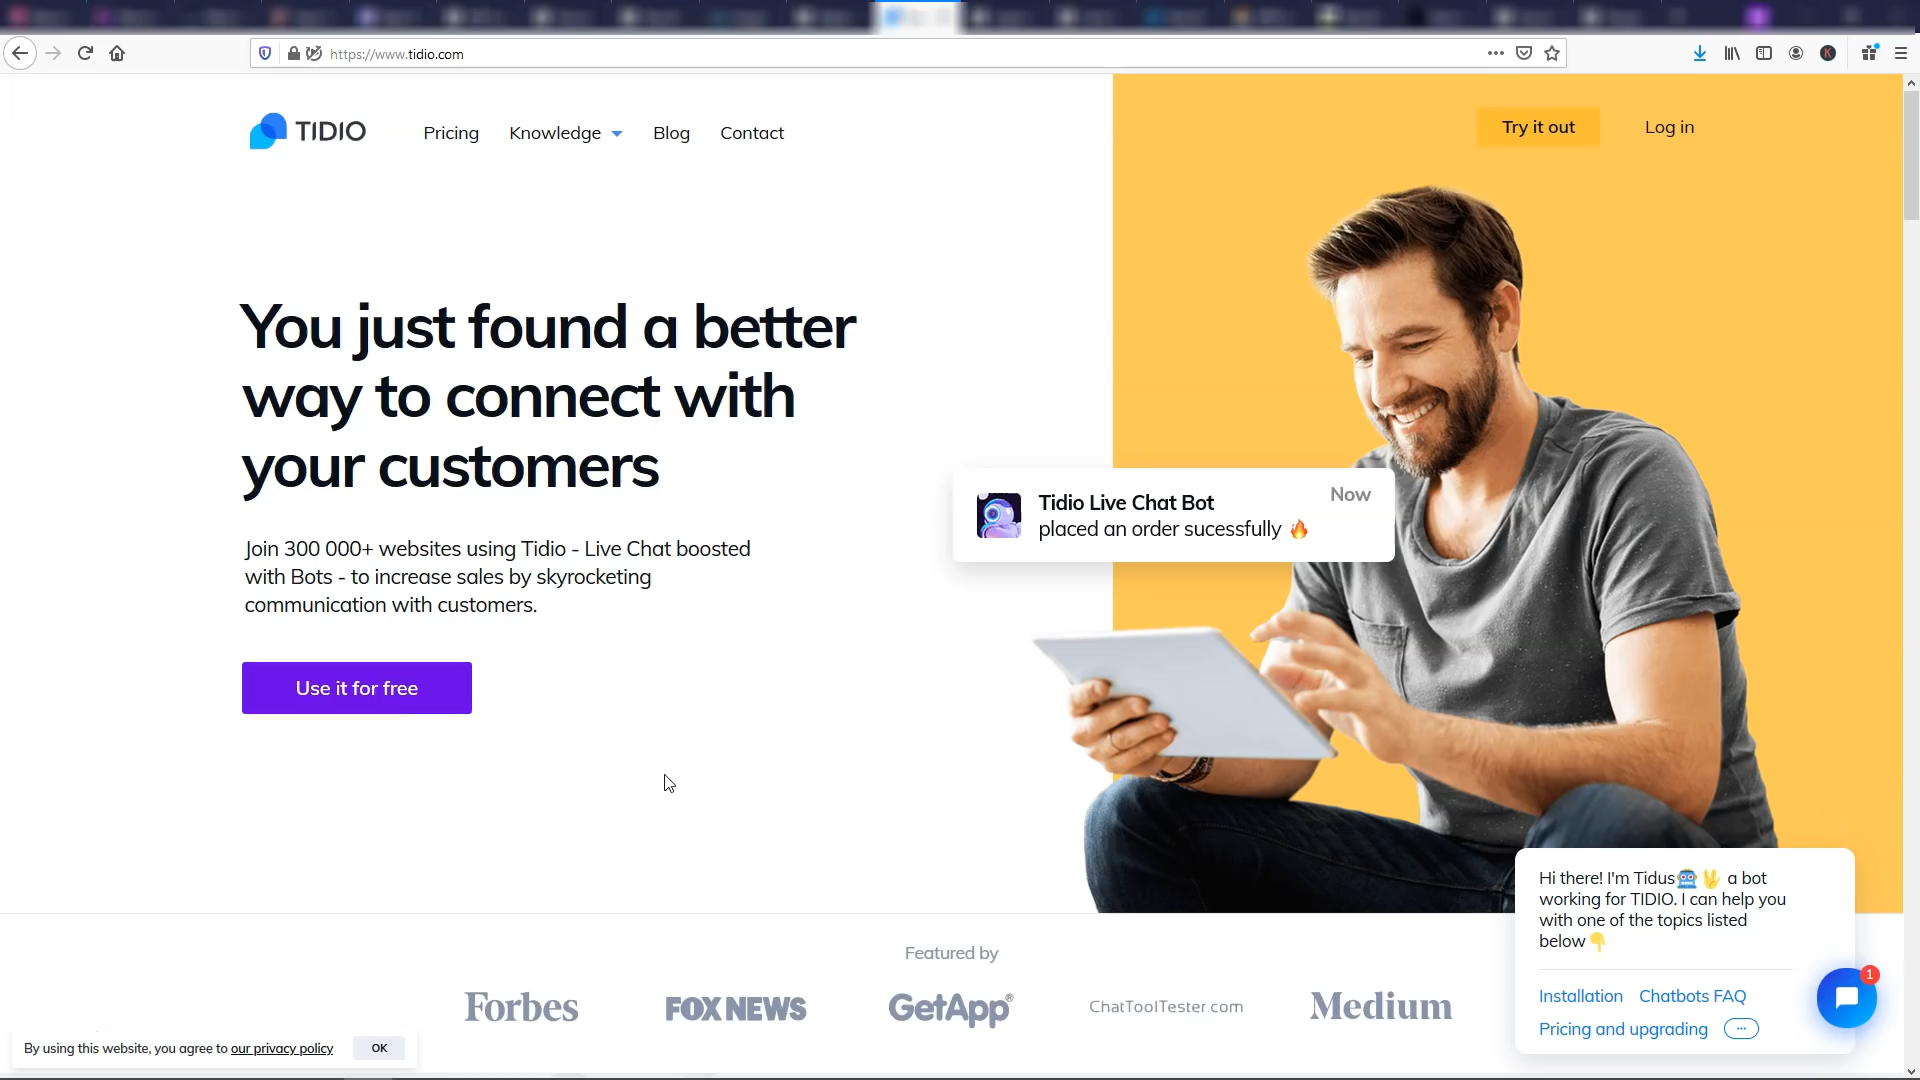 https://www.tidio.com
TIDIO
Pricing
Knowledge
Blog
Contact
Try it out
Log in
You just found a better
way to connect with
your customers
Join 300 000+ websites using Tidio - Live Chat boosted
with Bots - to increase sales by skyrocketing
communication with customers.
Use it for free
Tidio Live Chat Bot
Now
placed an order sucessfully 🔥
Hi there! I'm Tidus🤖🖖 a bot
working for TIDIO. I can help you
with one of the topics listed
below👇
Installation Chatbots FAQ
Pricing and upgrading ...
1
Featured by
Forbes
FOX NEWS
GetApp®
ChatToolTester.com
Medium
By using this website, you agree to our privacy policy
OK
K